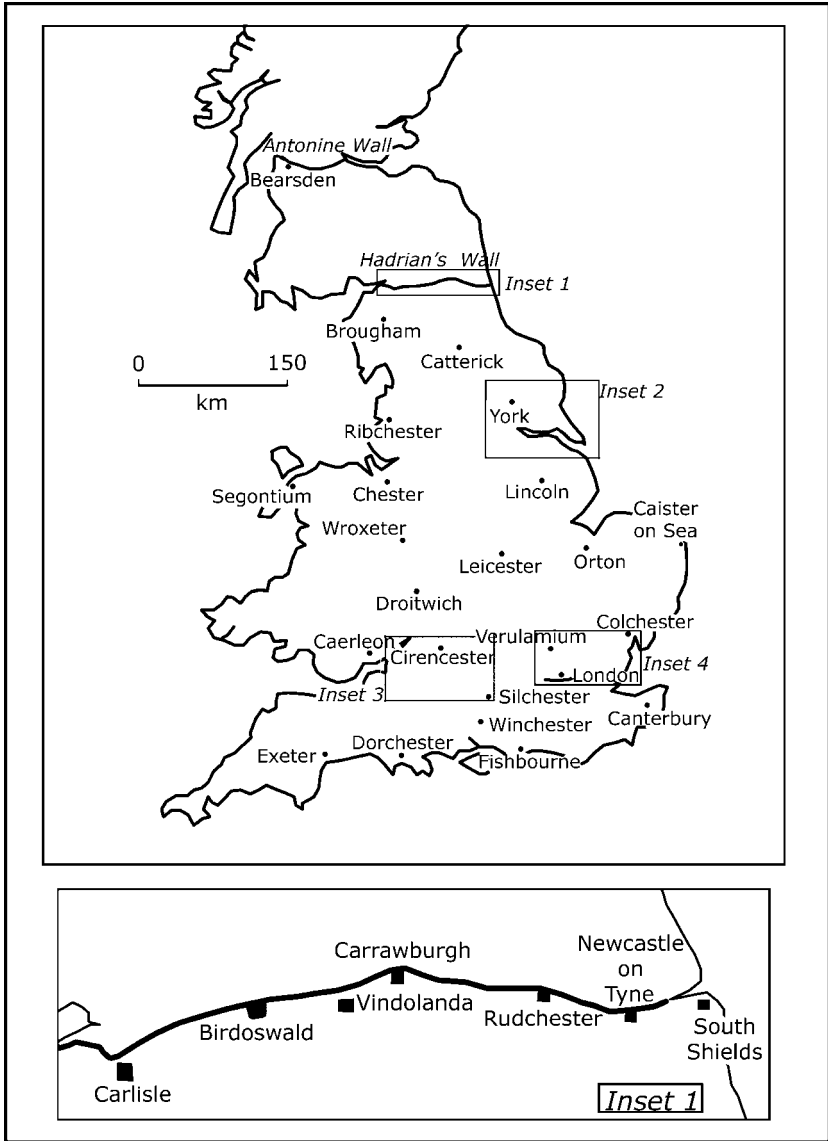 Antonine Wall
Bearsden
Hadrian's Wall
Inset 1
Brougham
Catterick
0 150
km
Inset 2
York
Ribchester
Segontium
Chester
Lincoln
Caister
on Sea
Wroxeter
Leicester
Orton
Droitwich
Colchester
Caerleon
Verulamium
Cirencester
Inset 4
London
Inset 3
Silchester
Canterbury
Winchester
Dorchester
Exeter
Fishbourne
Carrawburgh
Newcastle
on
Tyne
Vindolanda
Birdoswald
Rudchester
South
Shields
Carlisle
Inset 1